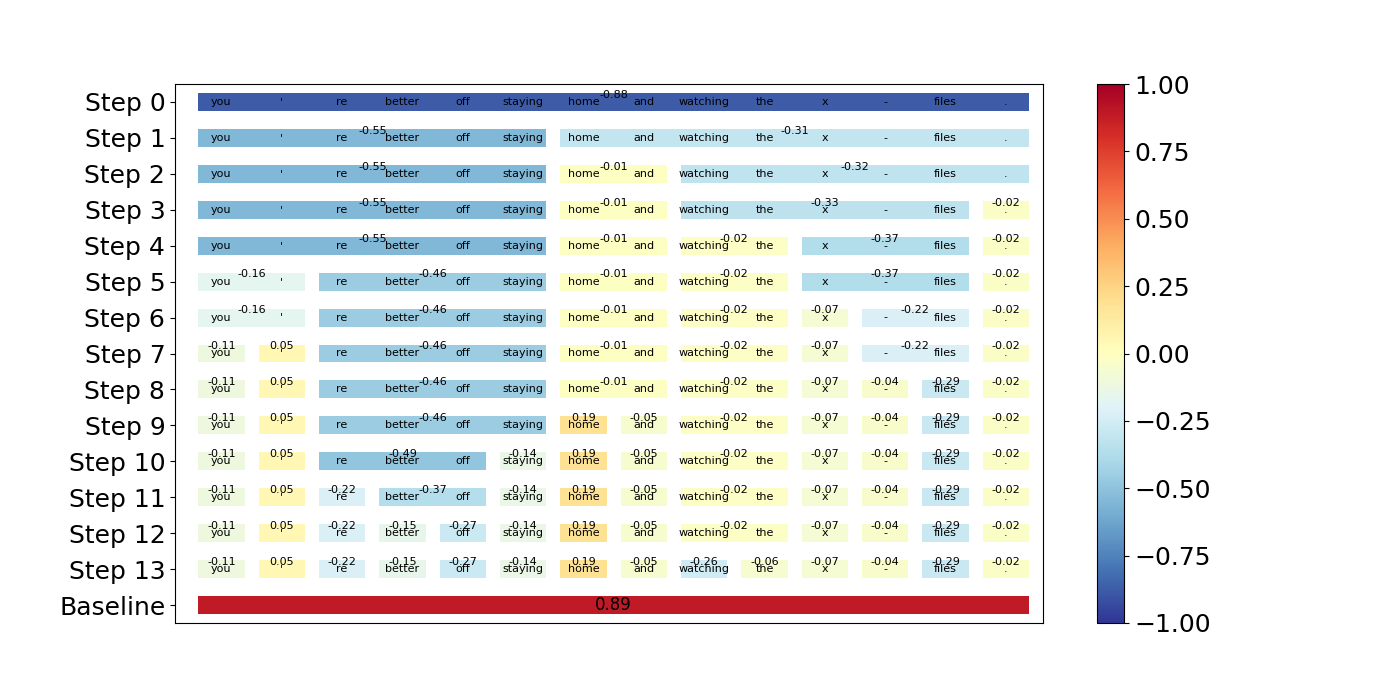 Step 0 you ' re better off staying home -0.88 and watching the x - files .
Step 1 you ' re -0.55 better off staying home and watching the -0.31 x - files .
Step 2 you ' re -0.55 better off staying home -0.01 and watching the x -0.32 - files .
Step 3 you ' re -0.55 better off staying home -0.01 and watching the -0.33 x - files -0.02 .
Step 4 you ' re -0.55 better off staying home -0.01 and watching -0.02 the x -0.37 - files -0.02 .
Step 5 you -0.16 ' re better -0.46 off staying home -0.01 and watching -0.02 the x -0.37 - files -0.02 .
Step 6 you -0.16 ' re better -0.46 off staying home -0.01 and watching -0.02 the -0.07 x - -0.22 files -0.02 .
Step 7 -0.11 you 0.05 ' re better -0.46 off staying home -0.01 and watching -0.02 the -0.07 x - -0.22 files -0.02 .
Step 8 -0.11 you 0.05 ' re better -0.46 off staying home -0.01 and watching -0.02 the -0.07 x -0.04 - -0.29 files -0.02 .
Step 9 -0.11 you 0.05 ' re better -0.46 off staying 0.19 home -0.05 and watching -0.02 the -0.07 x -0.04 - -0.29 files -0.02 .
Step 10 -0.11 you 0.05 ' re -0.49 better off -0.14 staying 0.19 home -0.05 and watching -0.02 the -0.07 x -0.04 - -0.29 files -0.02 .
Step 11 -0.11 you 0.05 ' -0.22 re better -0.37 off -0.14 staying 0.19 home -0.05 and watching -0.02 the -0.07 x -0.04 - -0.29 files -0.02 .
Step 12 -0.11 you 0.05 ' -0.22 re -0.15 better -0.27 off -0.14 staying 0.19 home -0.05 and watching -0.02 the -0.07 x -0.04 - -0.29 files -0.02 .
Step 13 -0.11 you 0.05 ' -0.22 re -0.15 better -0.27 off -0.14 staying 0.19 home -0.05 and -0.26 watching -0.06 the -0.07 x -0.04 - -0.29 files -0.02 .
Baseline 0.89
1.00
0.75
0.50
0.25
0.00
−0.25
−0.50
−0.75
−1.00